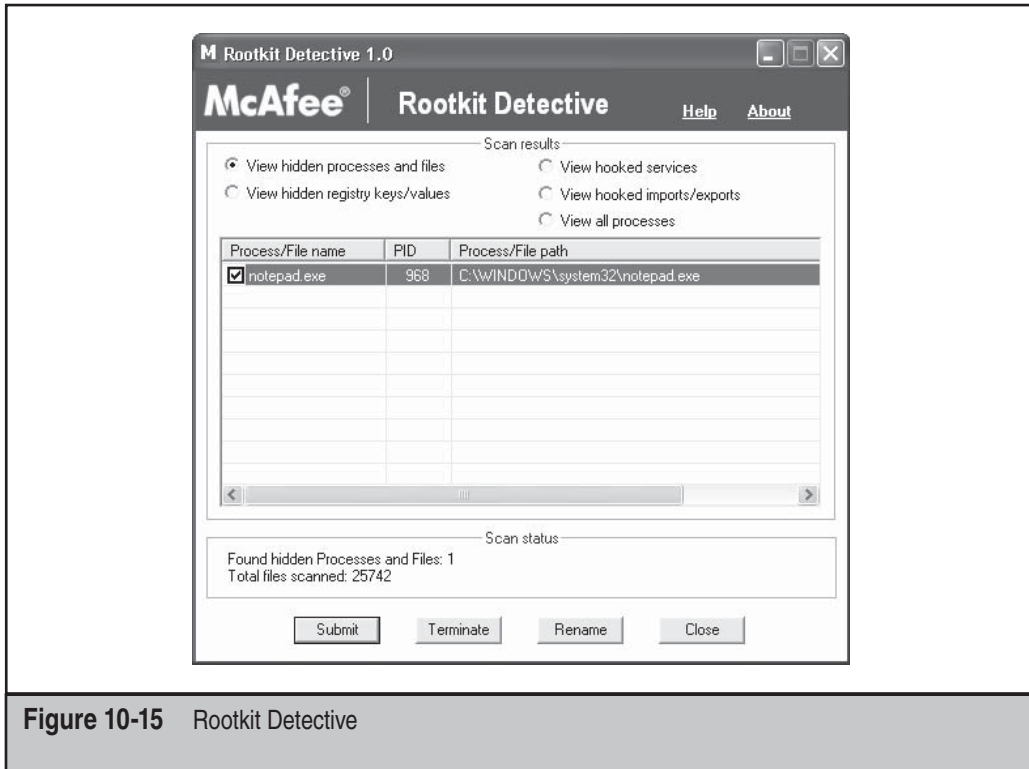 M Rootkit Detective 1.0
McAfee® Rootkit Detective Help About
Scan results
View hidden processes and files View hooked services
View hidden registry keys/values View hooked imports/exports
View all processes
Process/File name PID Process/File path
notepad.exe 968 C:\WINDOWS\system32\notepad.exe
Scan status
Found hidden Processes and Files: 1
Total files scanned: 25742
Submit Terminate Rename Close
Figure 10-15 Rootkit Detective